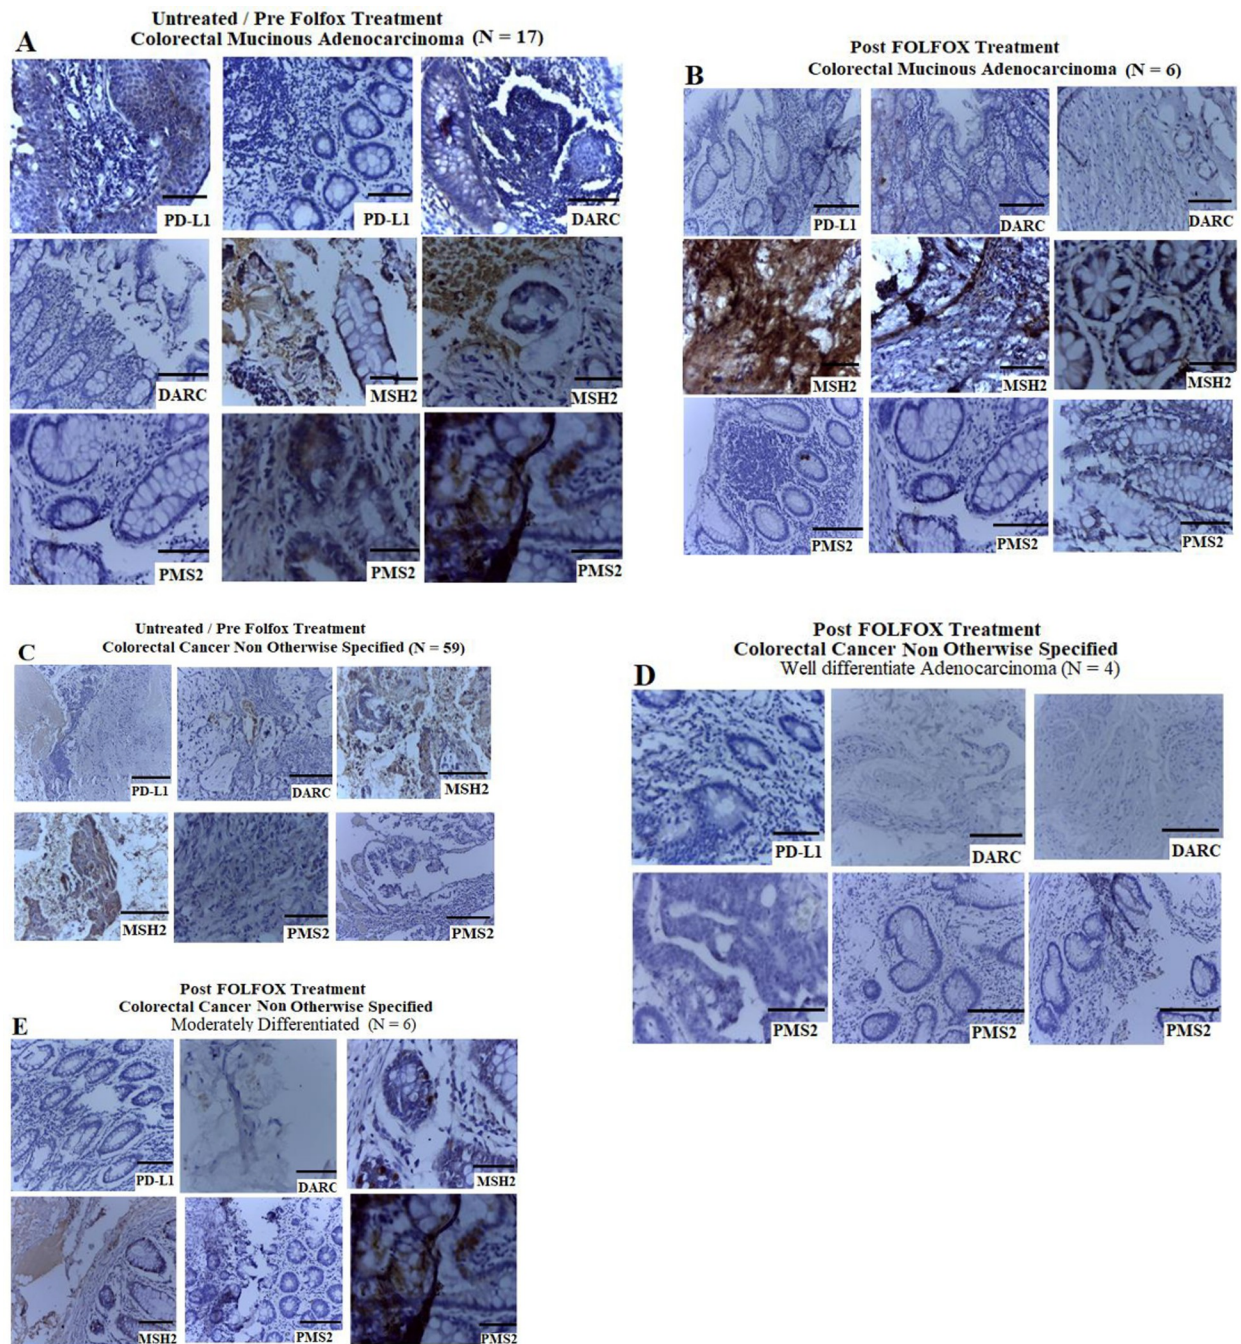 A
Untreated / Pre Folfox Treatment
Colorectal Mucinous Adenocarcinoma (N = 17)
PD-L1
PD-L1
DARC
DARC
MSH2
MSH2
PMS2
PMS2
PMS2
B
Post FOLFOX Treatment
Colorectal Mucinous Adenocarcinoma (N = 6)
PD-L1
DARC
DARC
MSH2
MSH2
MSH2
PMS2
PMS2
PMS2
C
Untreated / Pre Folfox Treatment
Colorectal Cancer Non Otherwise Specified (N = 59)
PD-L1
DARC
MSH2
MSH2
PMS2
PMS2
D
Post FOLFOX Treatment
Colorectal Cancer Non Otherwise Specified
Well differentiate Adenocarcinoma (N = 4)
PD-L1
DARC
DARC
PMS2
PMS2
PMS2
E
Post FOLFOX Treatment
Colorectal Cancer Non Otherwise Specified
Moderately Differentiated (N = 6)
PD-L1
DARC
MSH2
MSH2
PMS2
PMS2